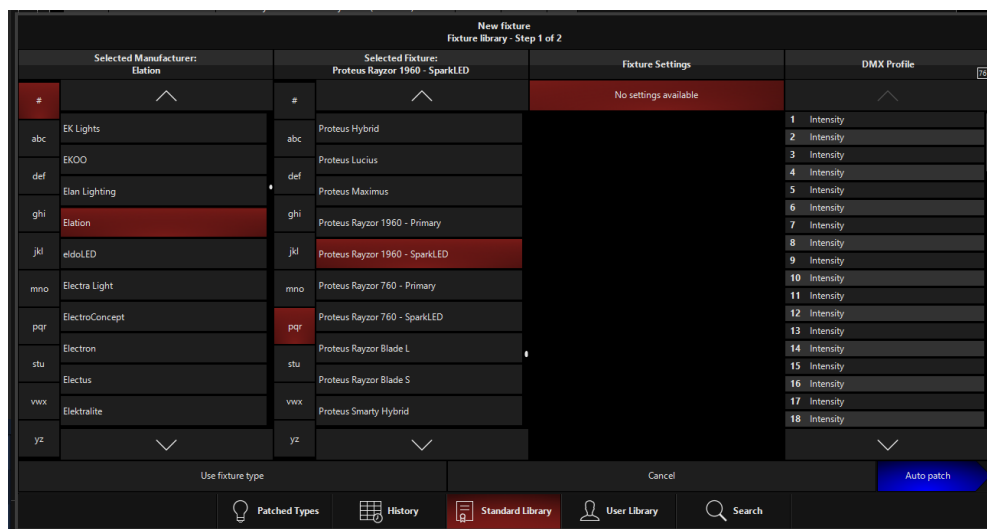 New fixture
Fixture library - Step 1 of 2
Selected Manufacturer:
Elation
Selected Fixture:
Proteus Rayzor 1960 - SparkLED
Fixture Settings
DMX Profile
76
#
abc
def
ghi
jkl
mno
pqr
stu
vwx
yz
EK Lights
EKOO
Elan Lighting
Elation
eldoLED
Electra Light
ElectroConcept
Electron
Electus
Elektralite
#
abc
def
ghi
jkl
mno
pqr
stu
vwx
yz
Proteus Hybrid
Proteus Lucius
Proteus Maximus
Proteus Rayzor 1960 - Primary
Proteus Rayzor 1960 - SparkLED
Proteus Rayzor 760 - Primary
Proteus Rayzor 760 - SparkLED
Proteus Rayzor Blade L
Proteus Rayzor Blade S
Proteus Smarty Hybrid
No settings available
1 Intensity
2 Intensity
3 Intensity
4 Intensity
5 Intensity
6 Intensity
7 Intensity
8 Intensity
9 Intensity
10 Intensity
11 Intensity
12 Intensity
13 Intensity
14 Intensity
15 Intensity
16 Intensity
17 Intensity
18 Intensity
Use fixture type
Cancel
Auto patch
Patched Types
History
Standard Library
User Library
Search